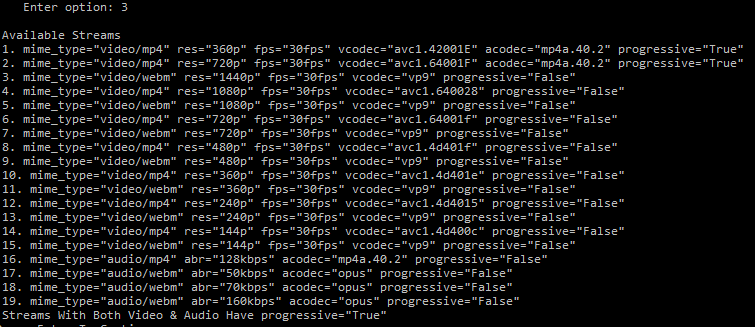 Enter option: 3
Available Streams
1. mime_type="video/mp4" res="360p" fps="30fps" vcodec="avc1.42001E" acodec="mp4a.40.2" progressive="True"
2. mime_type="video/mp4" res="720p" fps="30fps" vcodec="avc1.64001F" acodec="mp4a.40.2" progressive="True"
3. mime_type="video/webm" res="1440p" fps="30fps" vcodec="vp9" progressive="False"
4. mime_type="video/mp4" res="1080p" fps="30fps" vcodec="avc1.640028" progressive="False"
5. mime_type="video/webm" res="1080p" fps="30fps" vcodec="vp9" progressive="False"
6. mime_type="video/mp4" res="720p" fps="30fps" vcodec="avc1.64001f" progressive="False"
7. mime_type="video/webm" res="720p" fps="30fps" vcodec="vp9" progressive="False"
8. mime_type="video/mp4" res="480p" fps="30fps" vcodec="avc1.4d401f" progressive="False"
9. mime_type="video/webm" res="480p" fps="30fps" vcodec="vp9" progressive="False"
10. mime_type="video/mp4" res="360p" fps="30fps" vcodec="avc1.4d401e" progressive="False"
11. mime_type="video/webm" res="360p" fps="30fps" vcodec="vp9" progressive="False"
12. mime_type="video/mp4" res="240p" fps="30fps" vcodec="avc1.4d4015" progressive="False"
13. mime_type="video/webm" res="240p" fps="30fps" vcodec="vp9" progressive="False"
14. mime_type="video/mp4" res="144p" fps="30fps" vcodec="avc1.4d400c" progressive="False"
15. mime_type="video/webm" res="144p" fps="30fps" vcodec="vp9" progressive="False"
16. mime_type="audio/mp4" abr="128kbps" acodec="mp4a.40.2" progressive="False"
17. mime_type="audio/webm" abr="50kbps" acodec="opus" progressive="False"
18. mime_type="audio/webm" abr="70kbps" acodec="opus" progressive="False"
19. mime_type="audio/webm" abr="160kbps" acodec="opus" progressive="False"
Streams With Both Video & Audio Have progressive="True"